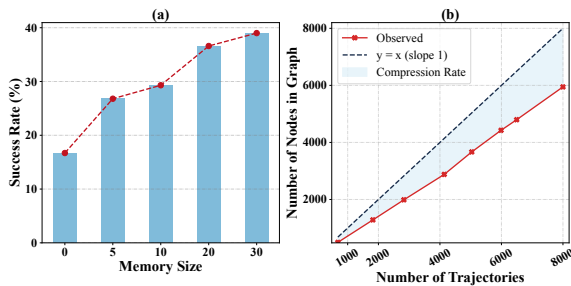 (a)
Success Rate (%)
40
30
20
10
0
0 5 10 20 30
Memory Size
(b)
Number of Nodes in Graph
8000
6000
4000
2000
Observed
y = x (slope 1)
Compression Rate
1000 2000 4000 6000 8000
Number of Trajectories